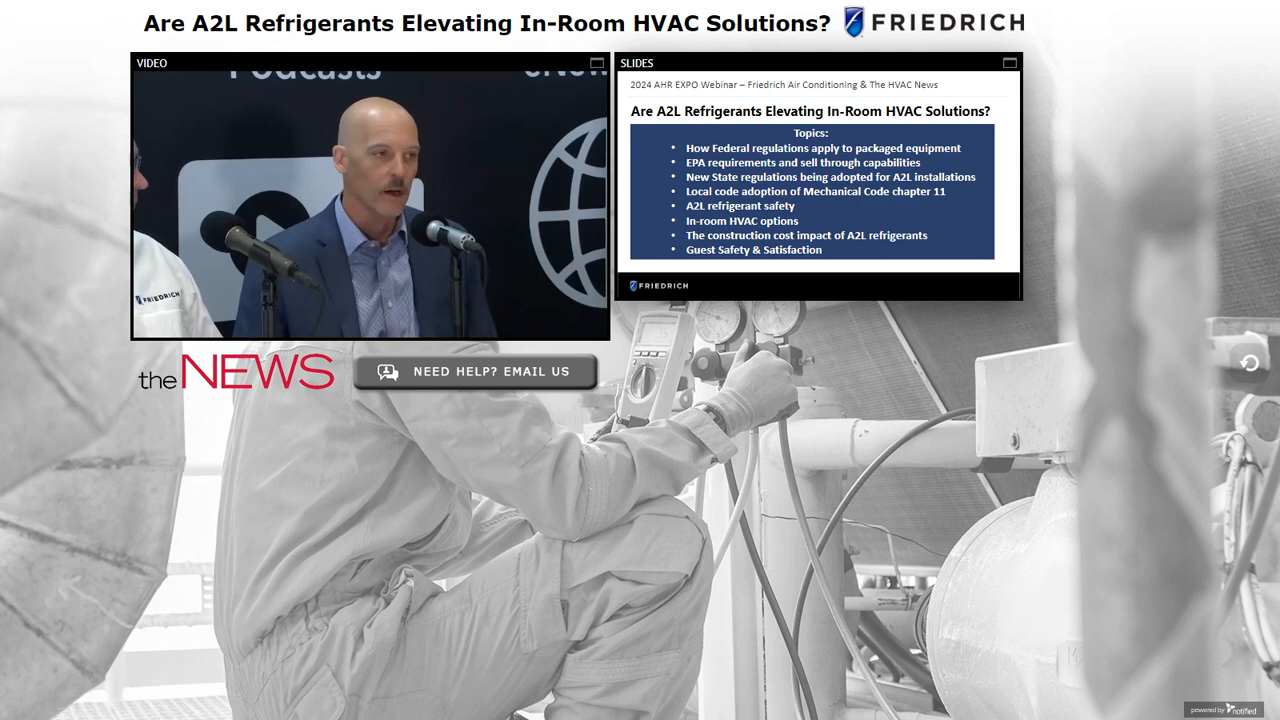 Are A2L Refrigerants Elevating In-Room HVAC Solutions? FRIEDRICH
VIDEO
SLIDES
Podcasts
FRIEDRICH
2024 AHR EXPO Webinar – Friedrich Air Conditioning & The HVAC News
Are A2L Refrigerants Elevating In-Room HVAC Solutions?
Topics:
• How Federal regulations apply to packaged equipment
• EPA requirements and sell through capabilities
• New State regulations being adopted for A2L installations
• Local code adoption of Mechanical Code chapter 11
• A2L refrigerant safety
• In-room HVAC options
• The construction cost impact of A2L refrigerants
• Guest Safety & Satisfaction
FRIEDRICH
the NEWS
NEED HELP? EMAIL US
powered by notified